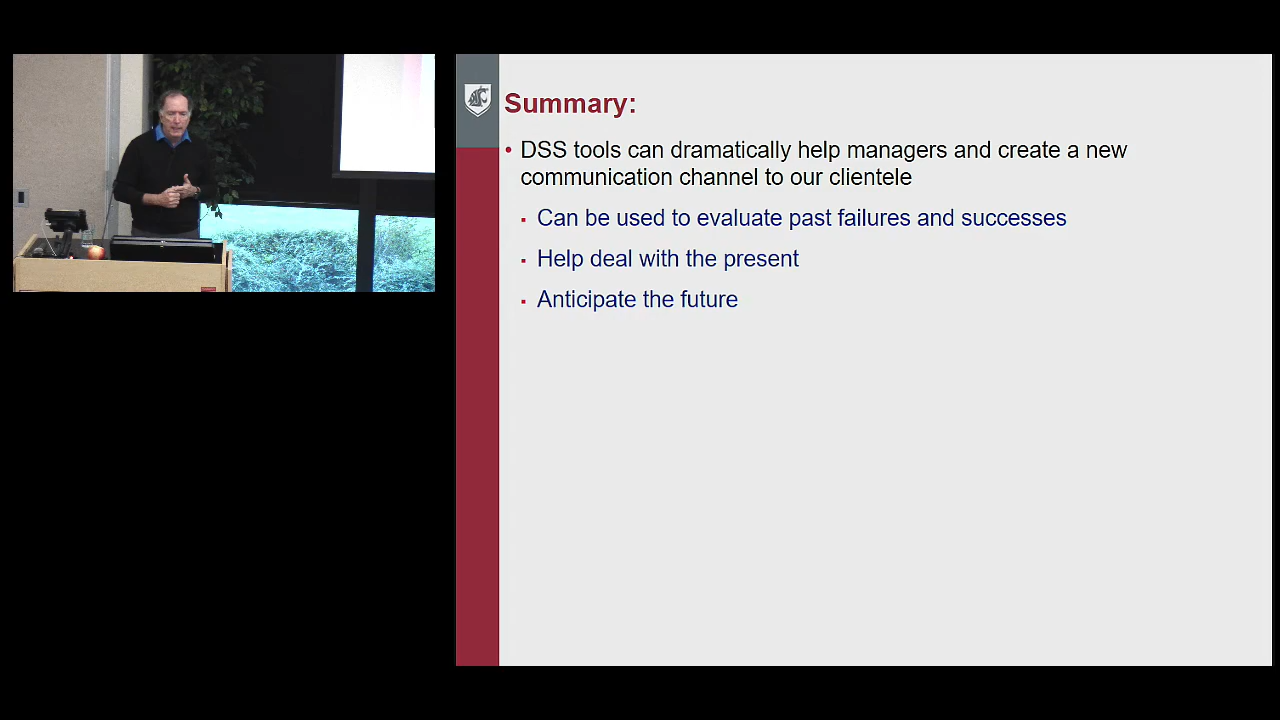 Summary:
• DSS tools can dramatically help managers and create a new
communication channel to our clientele
▪ Can be used to evaluate past failures and successes
▪ Help deal with the present
▪ Anticipate the future